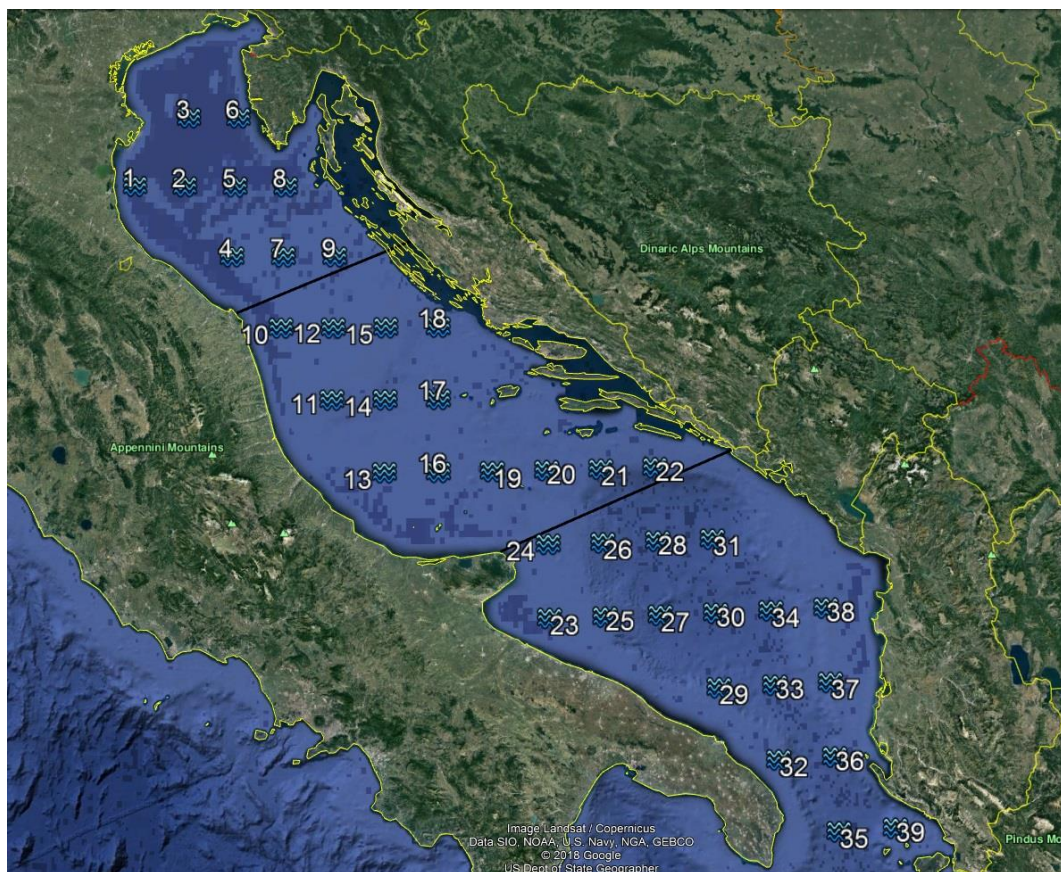 3 6
1 2 5 8
4 7 9
Dinaric Alps Mountains
10 12 15 18
11 14 17
Appennini Mountains
13 16 19 20 21 22
24 26 28 31
23 25 27 30 34 38
29 33 37
32 36
35 39
Image Landsat / Copernicus
Data SIO, NOAA, U.S. Navy, NGA, GEBCO
© 2018 Google
US Dept of State Geographer
Pindus Mo